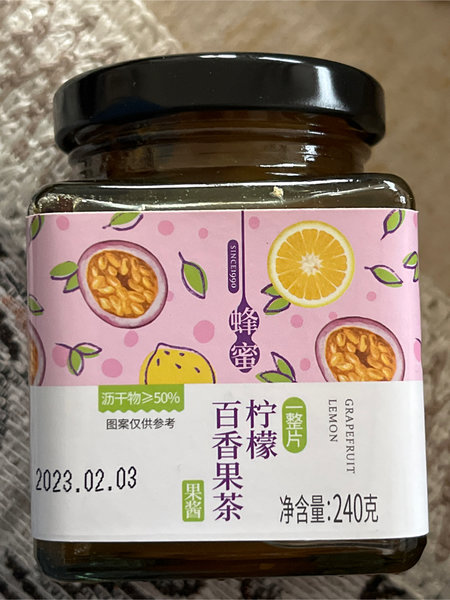 SINCE1990
蜂蜜
沥干物≥50%
图案仅供参考
2023.02.03
一整片
柠檬
百香果茶
果酱
GRAPEFRUIT
LEMON
净含量:240克